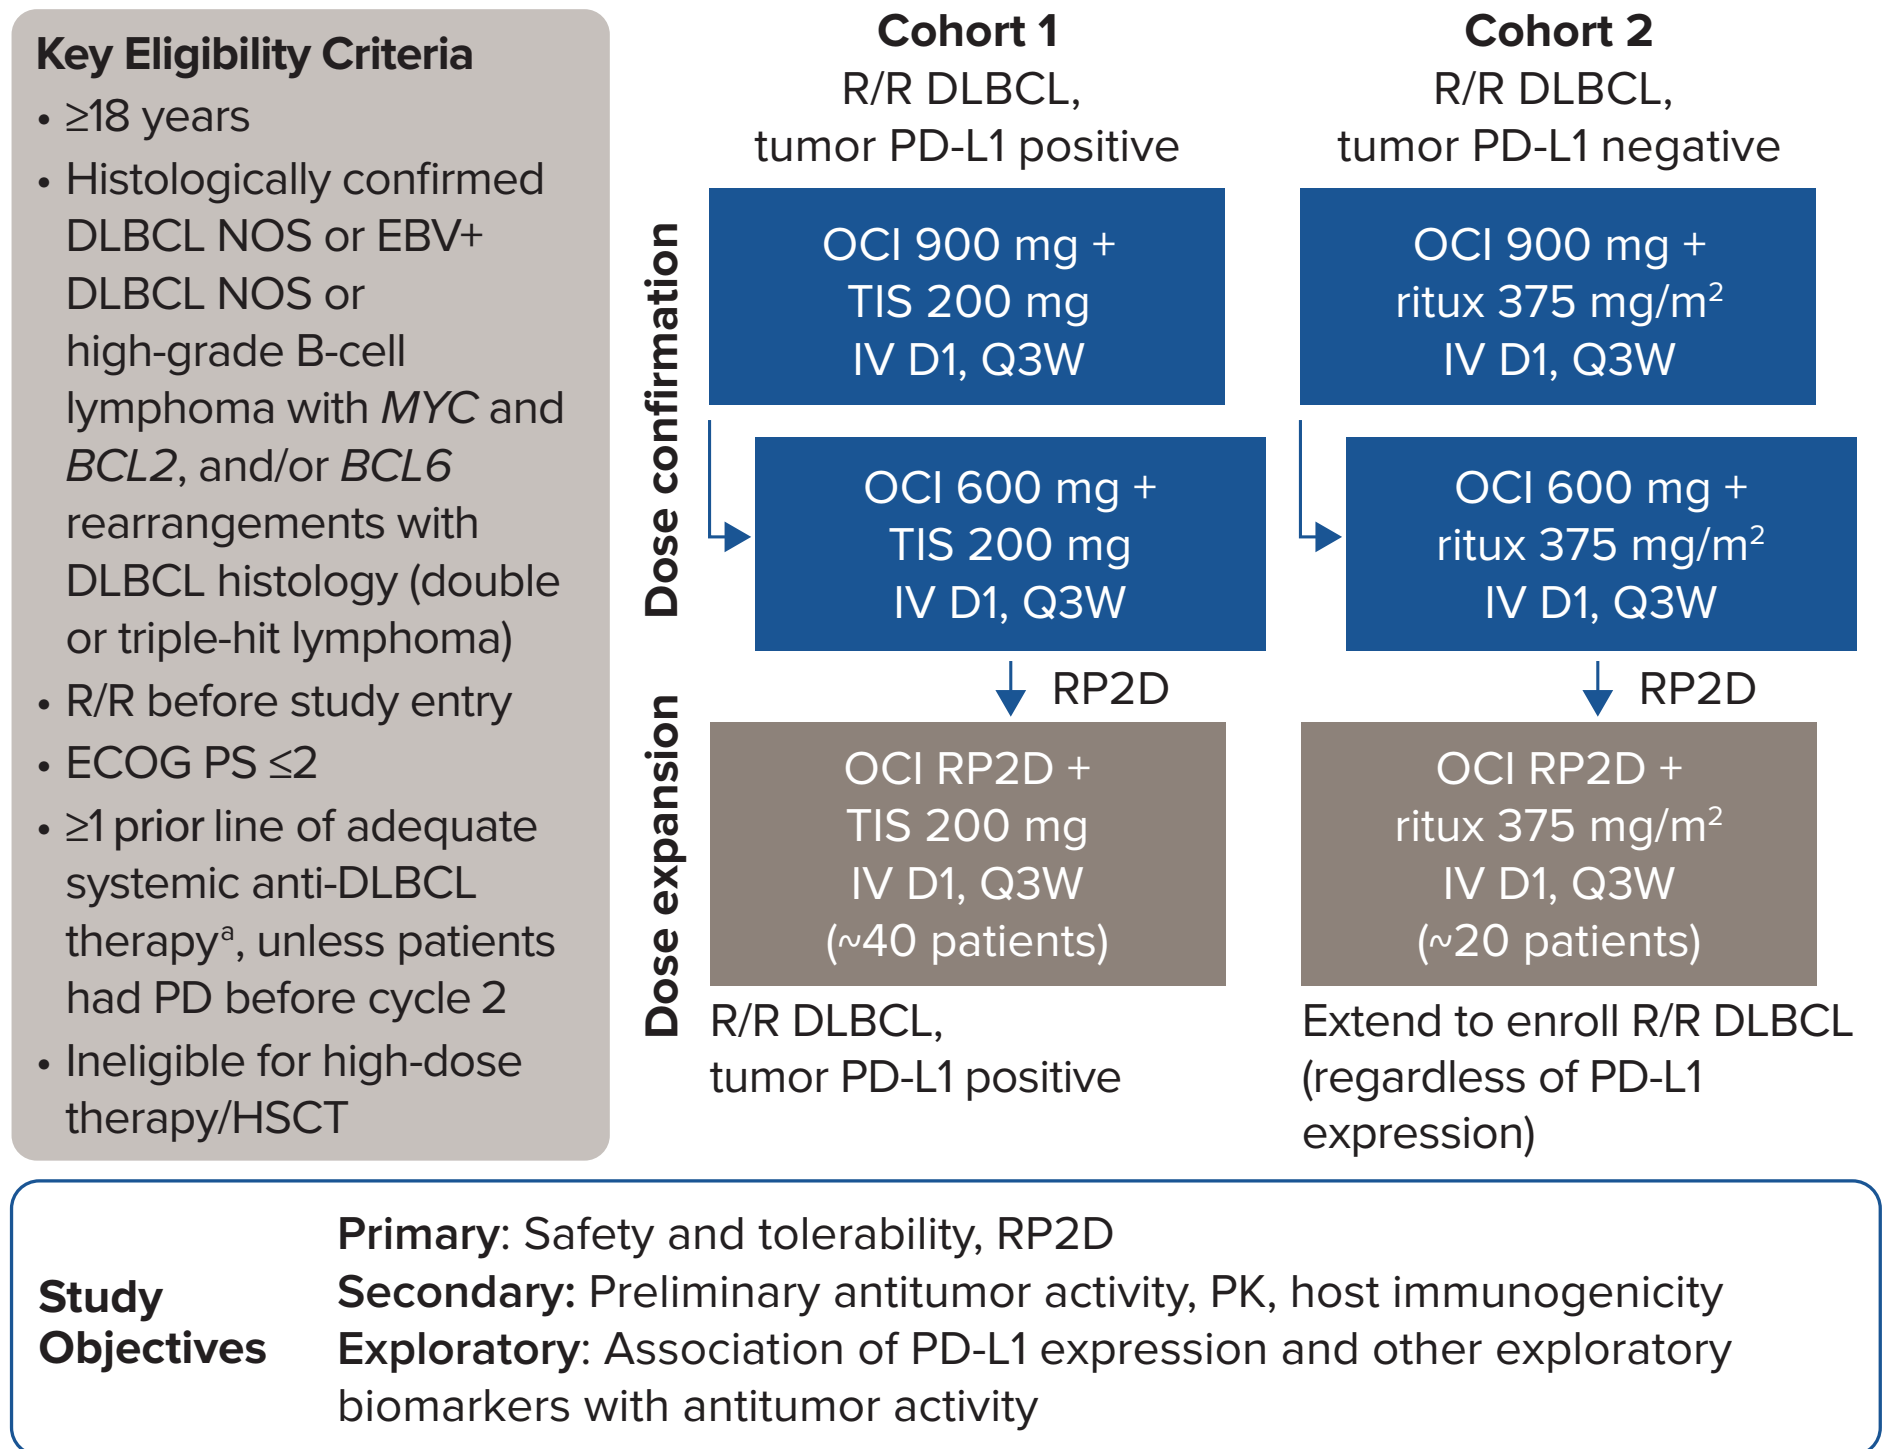 Key Eligibility Criteria
• ≥18 years
• Histologically confirmed
DLBCL NOS or EBV+
DLBCL NOS or
high-grade B-cell
lymphoma with MYC and
BCL2, and/or BCL6
rearrangements with
DLBCL histology (double
or triple-hit lymphoma)
• R/R before study entry
• ECOG PS ≤2
• ≥1 prior line of adequate
systemic anti-DLBCL
therapyᵃ, unless patients
had PD before cycle 2
• Ineligible for high-dose
therapy/HSCT
Dose confirmation
Dose expansion
Cohort 1
R/R DLBCL,
tumor PD-L1 positive
OCI 900 mg +
TIS 200 mg
IV D1, Q3W
OCI 600 mg +
TIS 200 mg
IV D1, Q3W
RP2D
OCI RP2D +
TIS 200 mg
IV D1, Q3W
(~40 patients)
R/R DLBCL,
tumor PD-L1 positive
Cohort 2
R/R DLBCL,
tumor PD-L1 negative
OCI 900 mg +
ritux 375 mg/m²
IV D1, Q3W
OCI 600 mg +
ritux 375 mg/m²
IV D1, Q3W
RP2D
OCI RP2D +
ritux 375 mg/m²
IV D1, Q3W
(~20 patients)
Extend to enroll R/R DLBCL
(regardless of PD-L1
expression)
Study
Objectives
Primary: Safety and tolerability, RP2D
Secondary: Preliminary antitumor activity, PK, host immunogenicity
Exploratory: Association of PD-L1 expression and other exploratory
biomarkers with antitumor activity